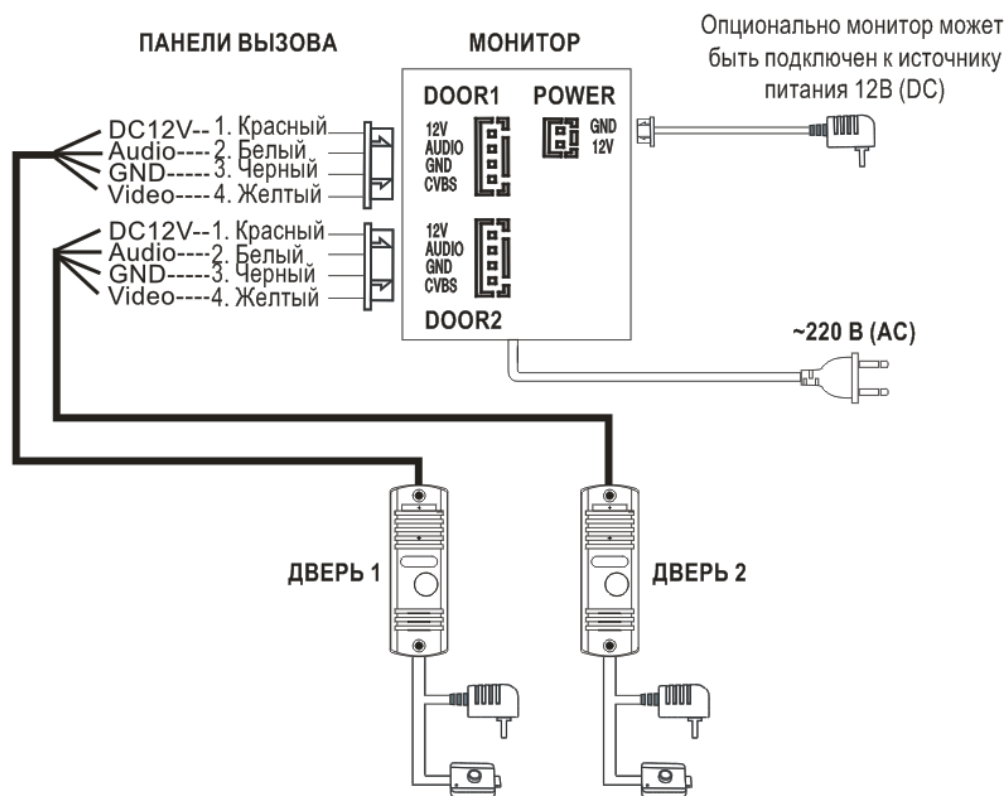 Опционально монитор может
быть подключен к источнику
питания 12В (DC)
ПАНЕЛИ ВЫЗОВА
МОНИТОР
DC12V-- 1. Красный
Audio---- 2. Белый
GND----- 3. Черный
Video---- 4. Желтый
DC12V-- 1. Красный
Audio---- 2. Белый
GND----- 3. Черный
Video---- 4. Желтый
DOOR1
12V
AUDIO
GND
CVBS
POWER
GND
12V
12V
AUDIO
GND
CVBS
DOOR2
~220 В (AC)
ДВЕРЬ 1
ДВЕРЬ 2